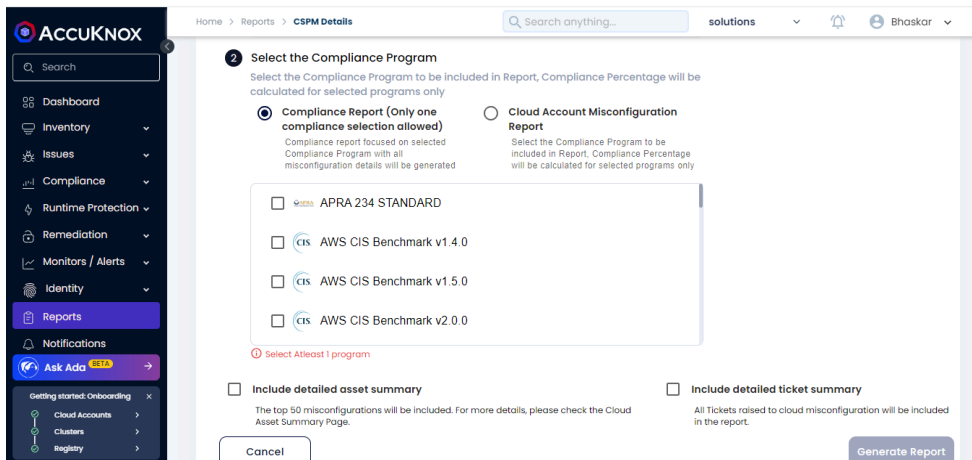 ACCUKNOX
Search
Dashboard
Inventory
Issues
Compliance
Runtime Protection
Remediation
Monitors / Alerts
Identity
Reports
Notifications
Ask Ada BETA
Getting started: Onboarding ×
Cloud Accounts
Clusters
Registry
Home > Reports > CSPM Details
Search anything...
solutions
Bhaskar
2 Select the Compliance Program
Select the Compliance Program to be included in Report, Compliance Percentage will be
calculated for selected programs only
Compliance Report (Only one
compliance selection allowed)
Compliance report focused on selected
Compliance Program with all
misconfiguration details will be generated
Cloud Account Misconfiguration
Report
Select the Compliance Program to be
included in Report, Compliance Percentage
will be calculated for selected programs only
APRA APRA 234 STANDARD
CIS. AWS CIS Benchmark v1.4.0
CIS. AWS CIS Benchmark v1.5.0
CIS. AWS CIS Benchmark v2.0.0
Select Atleast 1 program
Include detailed asset summary
The top 50 misconfigurations will be included. For more details, please check the Cloud
Asset Summary Page.
Include detailed ticket summary
All Tickets raised to cloud misconfiguration will be included
in the report.
Cancel
Generate Report